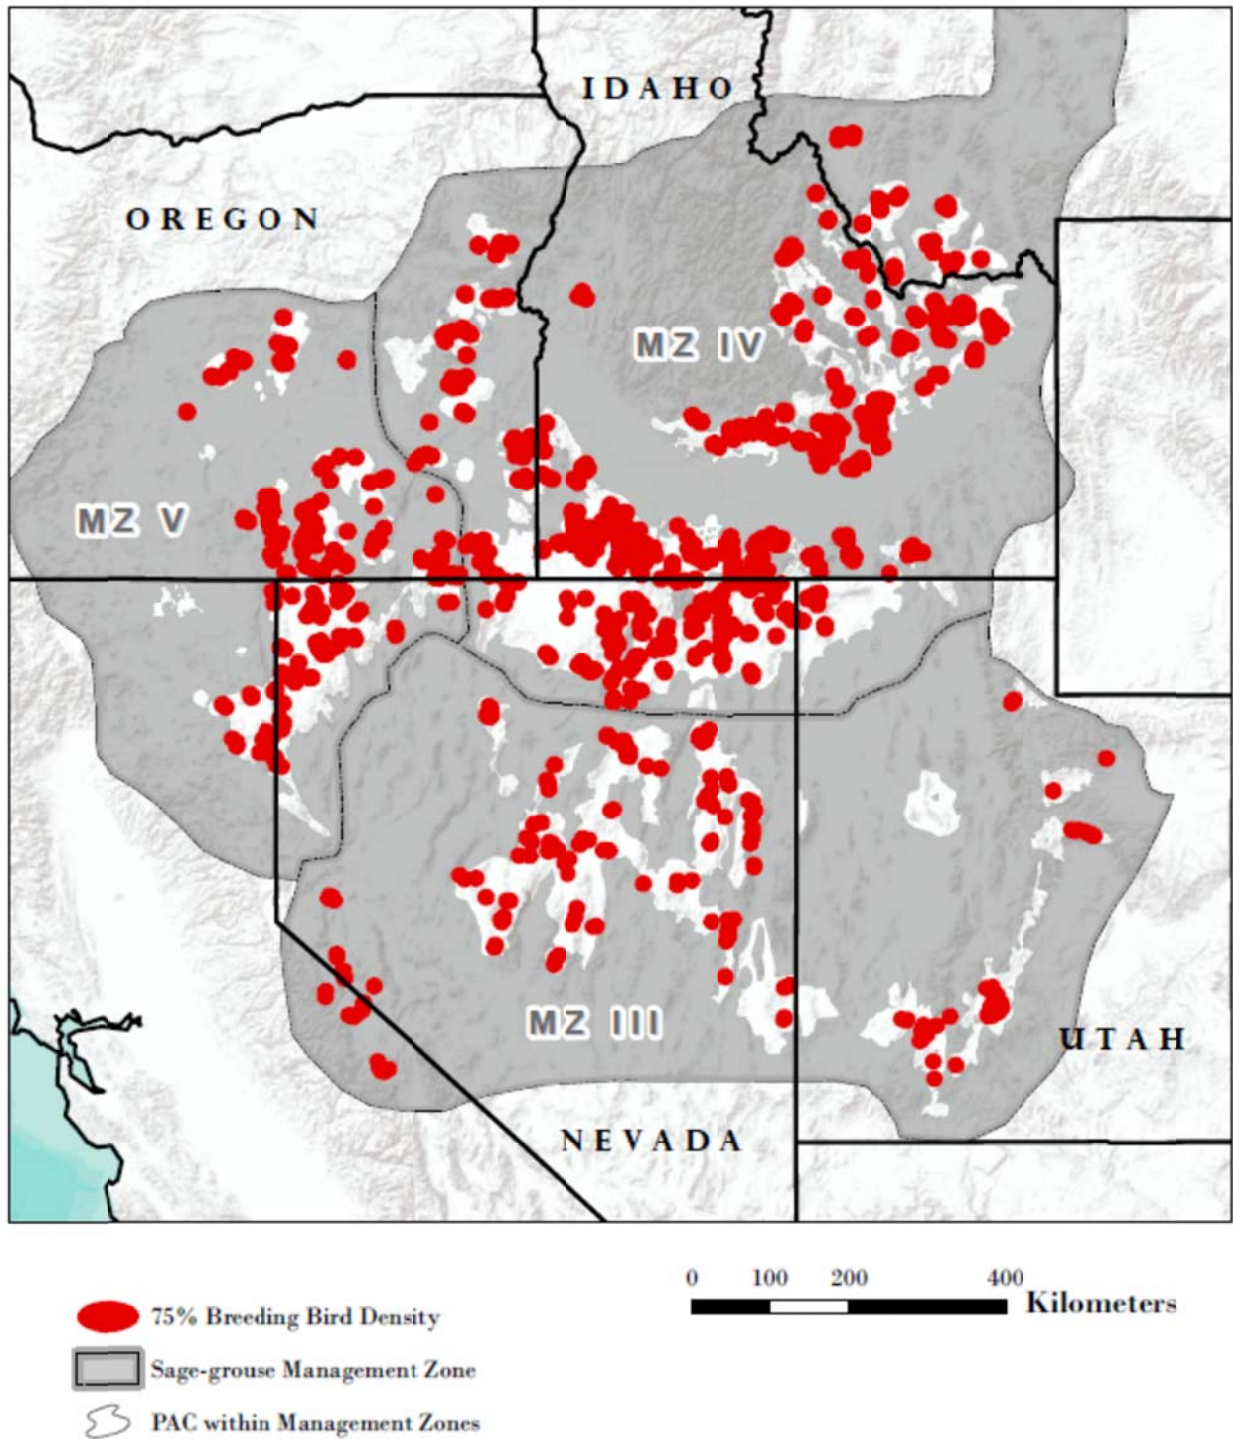 IDAHO
OREGON
MZ IV
MZ V
MZ III
UTAH
NEVADA
0 100 200 400
Kilometers
75% Breeding Bird Density
Sage-grouse Management Zone
PAC within Management Zones